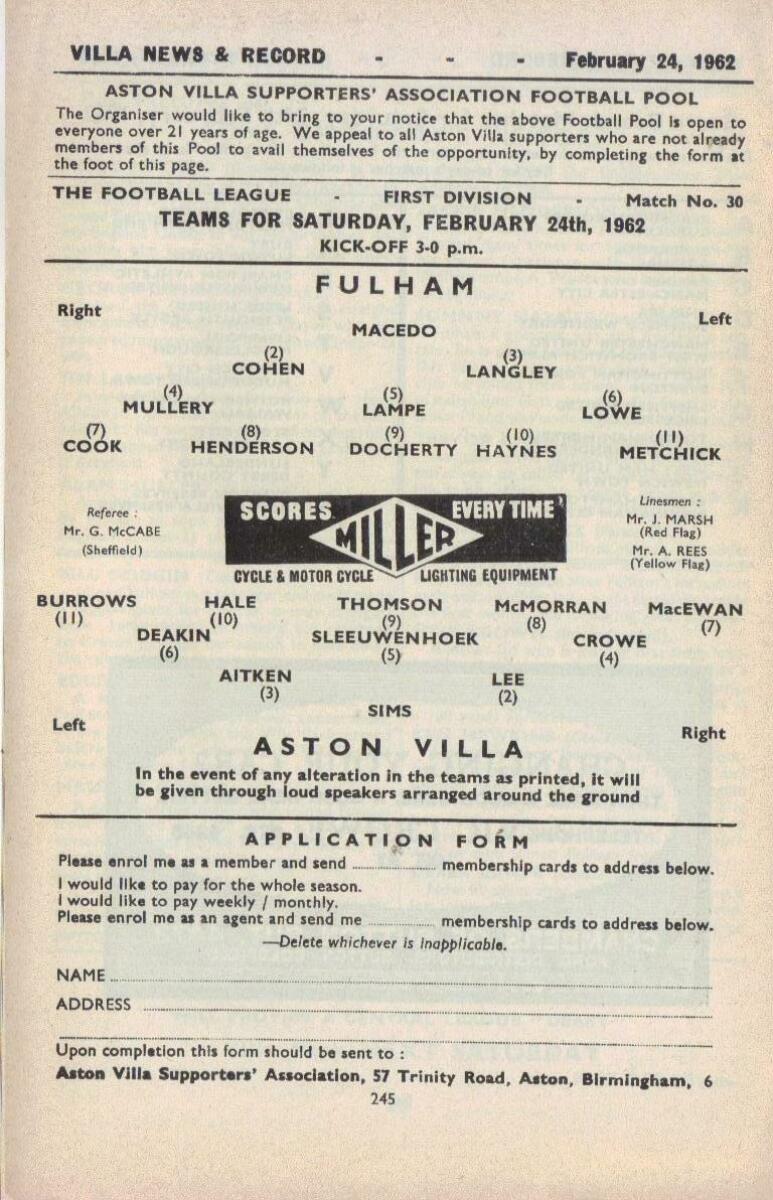 VILLA NEWS & RECORD - - - February 24, 1962
ASTON VILLA SUPPORTERS' ASSOCIATION FOOTBALL POOL
The Organiser would like to bring to your notice that the above Football Pool is open to
everyone over 21 years of age. We appeal to all Aston Villa supporters who are not already
members of this Pool to avail themselves of the opportunity, by completing the form at
the foot of this page.
THE FOOTBALL LEAGUE - FIRST DIVISION - Match No. 30
TEAMS FOR SATURDAY, FEBRUARY 24th, 1962
KICK-OFF 3-0 p.m.
FULHAM
Right Left
MACEDO
(2) (3)
COHEN LANGLEY
(4) (5) (6)
MULLERY LAMPE LOWE
(7) (8) (9) (10) (11)
COOK HENDERSON DOCHERTY HAYNES METCHICK
Referee :
Mr. G. McCABE
(Sheffield)
SCORES EVERY TIME
MILLER
CYCLE & MOTOR CYCLE LIGHTING EQUIPMENT
Linesmen :
Mr. J. MARSH
(Red Flag)
Mr. A. REES
(Yellow Flag)
BURROWS HALE THOMSON McMORRAN MacEWAN
(11) (10) (9) (8) (7)
DEAKIN SLEEUWENHOEK CROWE
(6) (5) (4)
AITKEN LEE
(3) (2)
SIMS
Left Right
ASTON VILLA
In the event of any alteration in the teams as printed, it will
be given through loud speakers arranged around the ground
APPLICATION FORM
Please enrol me as a member and send ............ membership cards to address below.
I would like to pay for the whole season.
I would like to pay weekly / monthly.
Please enrol me as an agent and send me ............ membership cards to address below.
—Delete whichever is inapplicable.
NAME
ADDRESS
Upon completion this form should be sent to :
Aston Villa Supporters' Association, 57 Trinity Road, Aston, Birmingham, 6
245